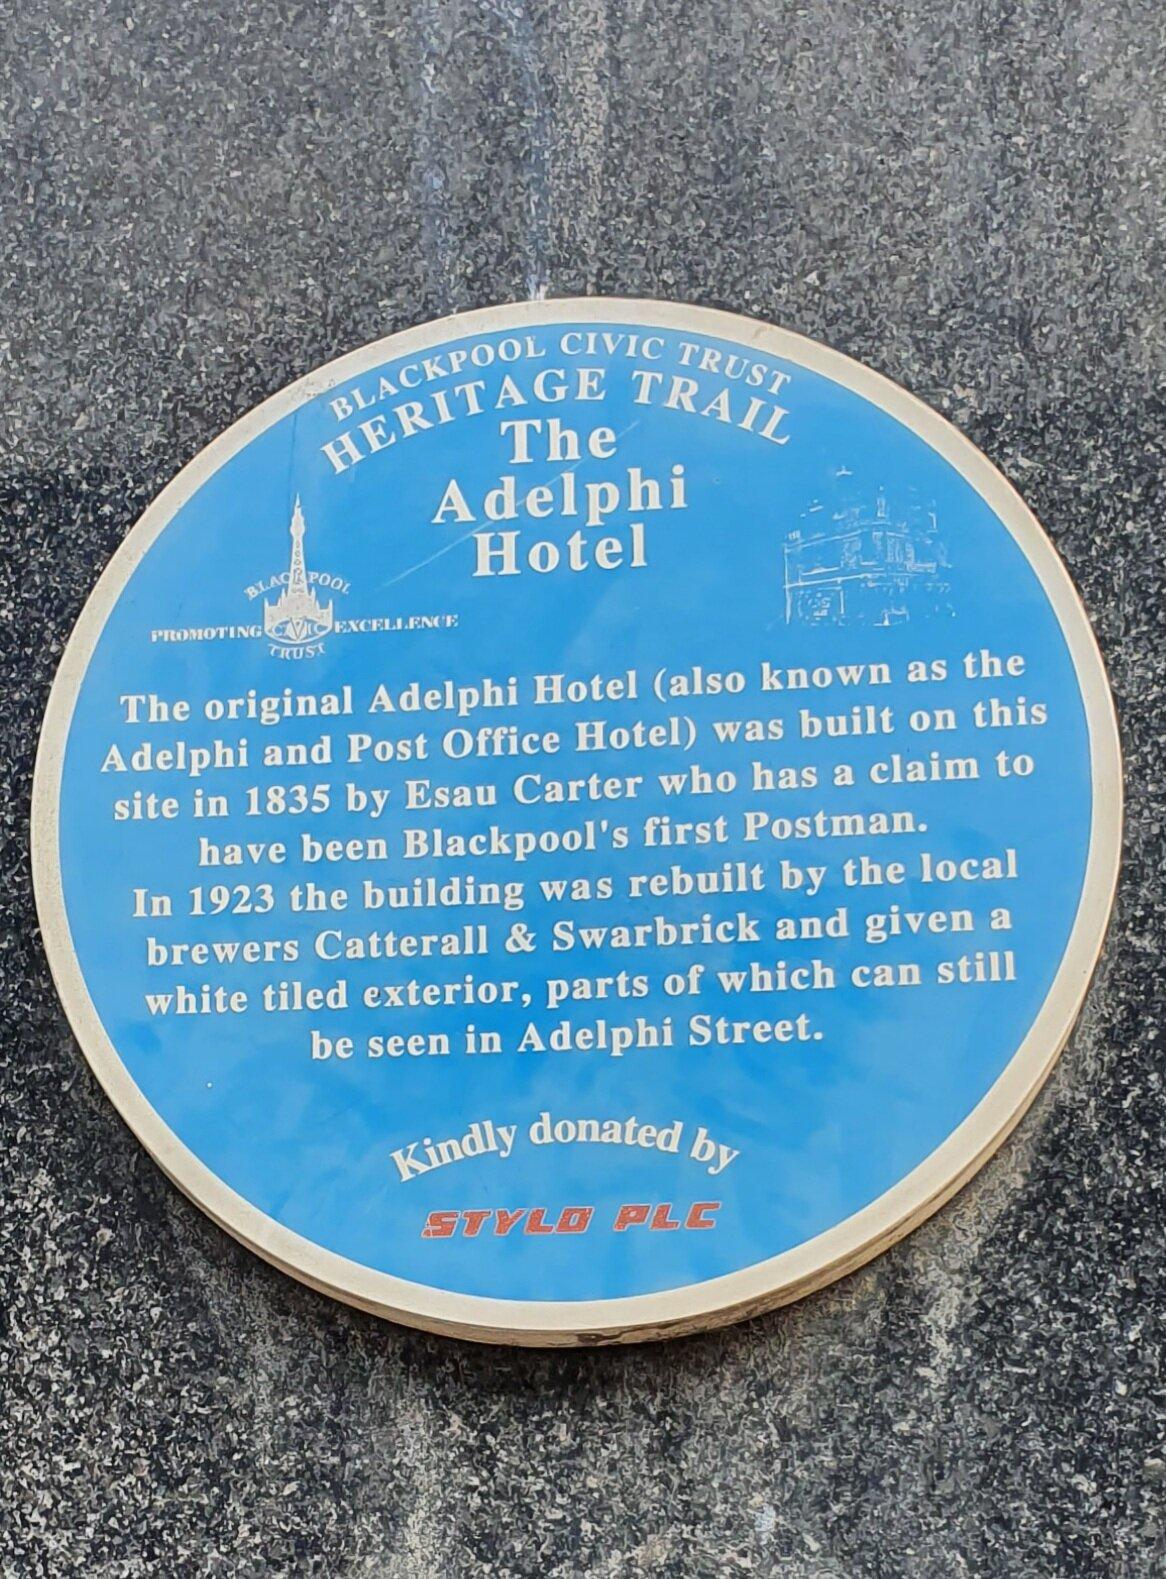 BLACKPOOL CIVIC TRUST
HERITAGE TRAIL
The
Adelphi
Hotel
BLACKPOOL
PROMOTING CIVIC EXCELLENCE
TRUST
The original Adelphi Hotel (also known as the
Adelphi and Post Office Hotel) was built on this
site in 1835 by Esau Carter who has a claim to
have been Blackpool's first Postman.
In 1923 the building was rebuilt by the local
brewers Catterall & Swarbrick and given a
white tiled exterior, parts of which can still
be seen in Adelphi Street.
Kindly donated by
STYLO PLC